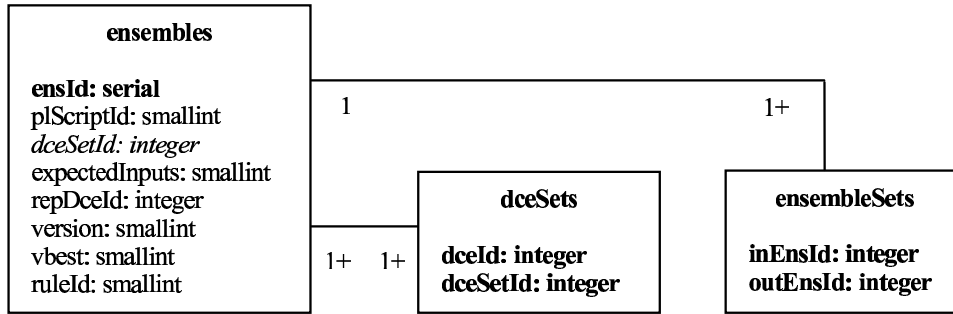 ensembles
ensId: serial
plScriptId: smallint
dceSetId: integer
expectedInputs: smallint
repDceId: integer
version: smallint
vbest: smallint
ruleId: smallint
1
1+
1+
1+
dceSets
dceId: integer
dceSetId: integer
ensembleSets
inEnsId: integer
outEnsId: integer